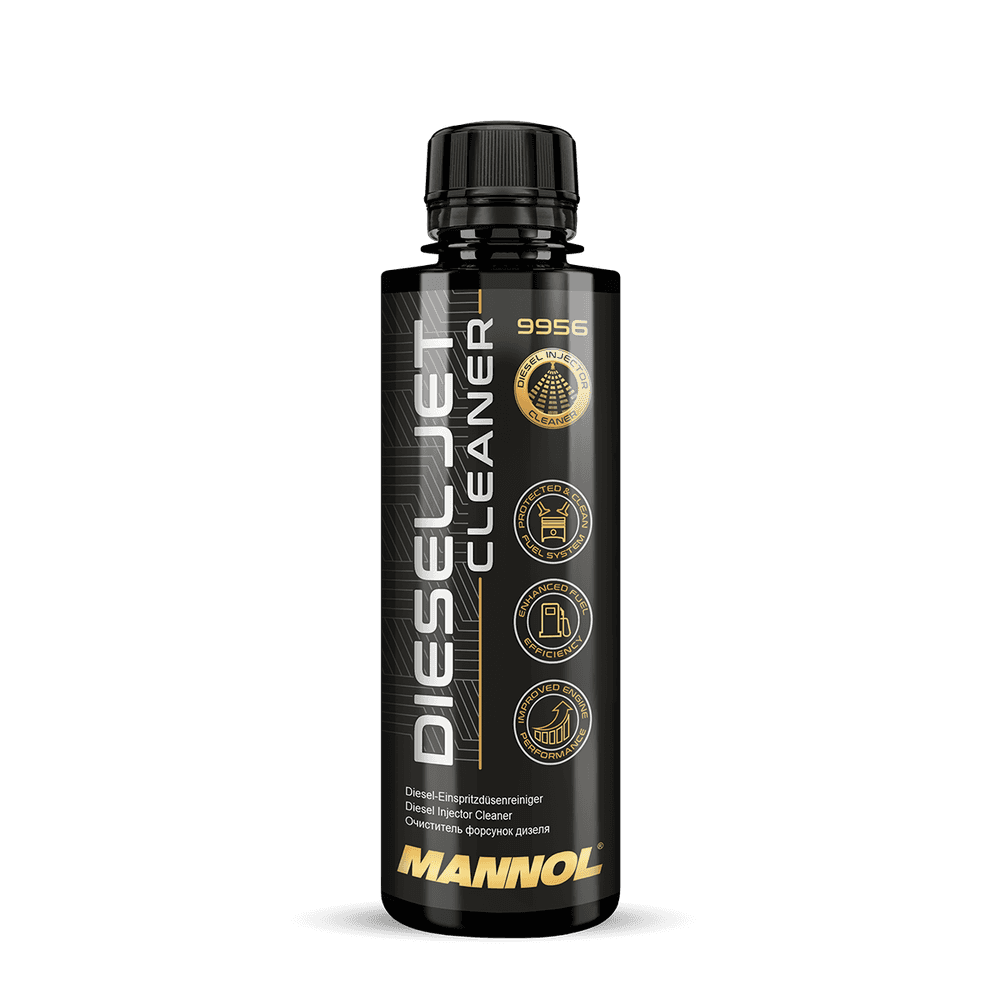 DIESEL JET
CLEANER
9956
DIESEL INJECTOR
CLEANER
PROTECTED & CLEAN
FUEL SYSTEM
ENHANCED FUEL
EFFICIENCY
IMPROVED ENGINE
PERFORMANCE
Diesel-Einspritzdüsenreiniger
Diesel Injector Cleaner
Очиститель форсунок дизеля
MANNOL®